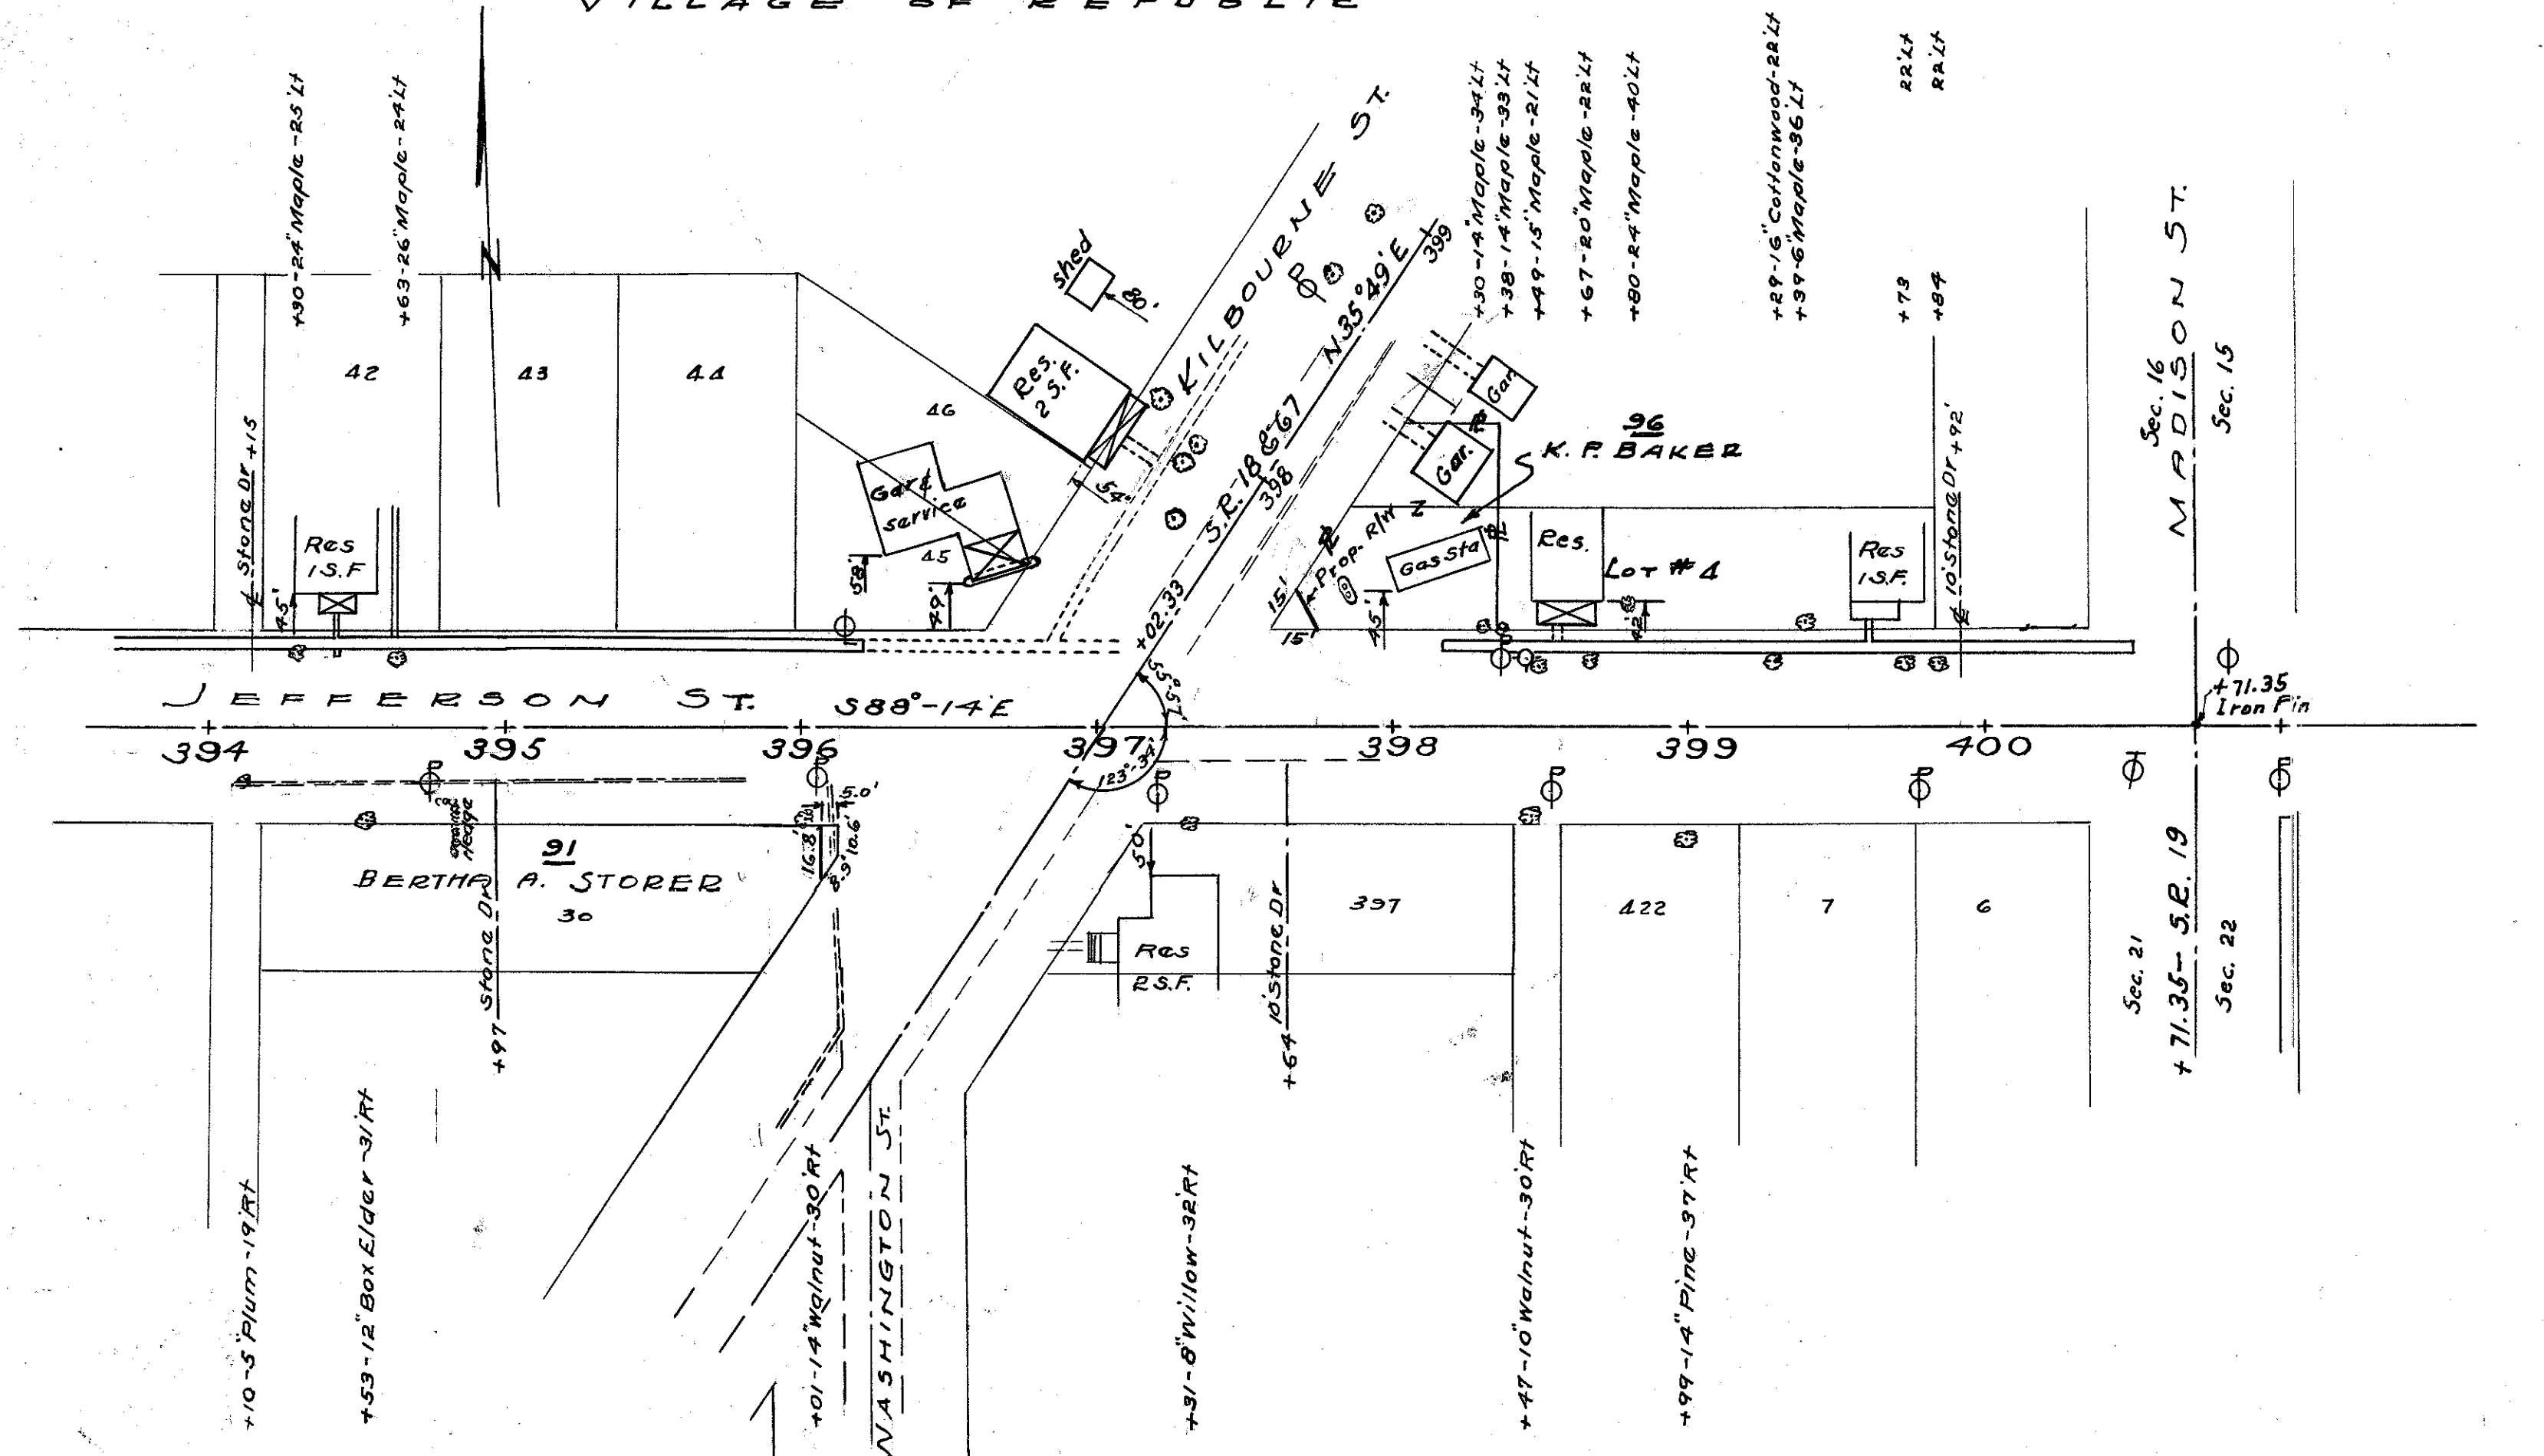 VILLAGE OF REPUBLIC
+30-24"Maple-25'Lt
+63-26"Maple-24'Lt
N
+30-14"Maple-34'Lt
+38-14"Maple-33'Lt
+49-15"Maple-21'Lt
+67-20"Maple-22'Lt
+80-24"Maple-40'Lt
+29-16"Cottonwood-22'Lt
+39-6"Maple-36'Lt
+73 22'Lt
+84 22'Lt
KILBOURNE ST.
MADISON ST.
Sec. 16
Sec. 15
shed
80'
Res.
2 S.F.
54'
S.R. 18 & 67
N35°49'E
399
398
42
43
44
46
45
℄ Stone Dr +15
Res
1 S.F
45'
Gar &
Service
58'
49'
Gar.
Gar.
96
K. P. BAKER
PL
PL
PL
Prop. R/W
Gas Sta
15'
15'
45'
Res.
Lot #4
42'
Res
1 S.F.
℄ 10'Stone Dr +92'
+02.33
55°-57'
123°-34'
JEFFERSON ST. S88°-14'E
394 395 396 397 398 399 400
+71.35
Iron Pin
P
P
P
P
P
P
P
Hedge
91
BERTHA A. STORER
30
Stone Dr
+97
5.0'
16.8'
10.6'
8.9'
50'
Res
2 S.F.
10'Stone Dr
+64
397
422
7
6
Sec. 21
Sec. 22
+71.35- S.R. 19
+10-5"Plum-19'Rt
+53-12"Box Elder-31'Rt
+01-14"Walnut-30'Rt
WASHINGTON ST.
+31-8"Willow-32'Rt
+47-10"Walnut-30'Rt
+99-14"Pine-37'Rt